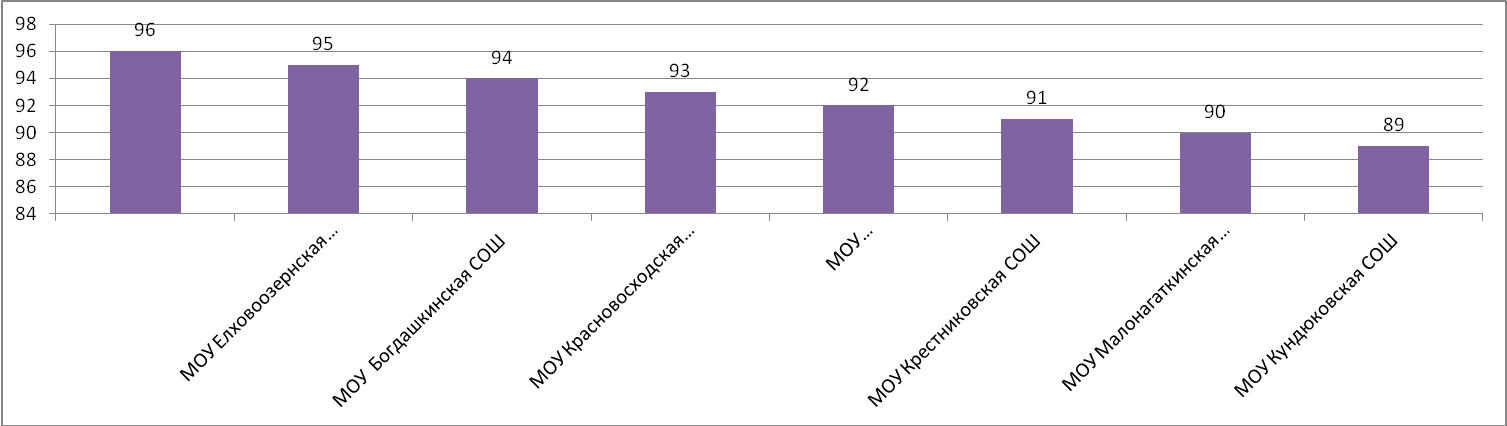 98
96
94
92
90
88
86
84
96
95
94
93
92
91
90
89
МОУ Елховоозернская...
МОУ  Богдашкинская СОШ
МОУ Красновосходская...
МОУ...
МОУ Крестниковская СОШ
МОУ Малонагаткинская...
МОУ Кундюковская СОШ